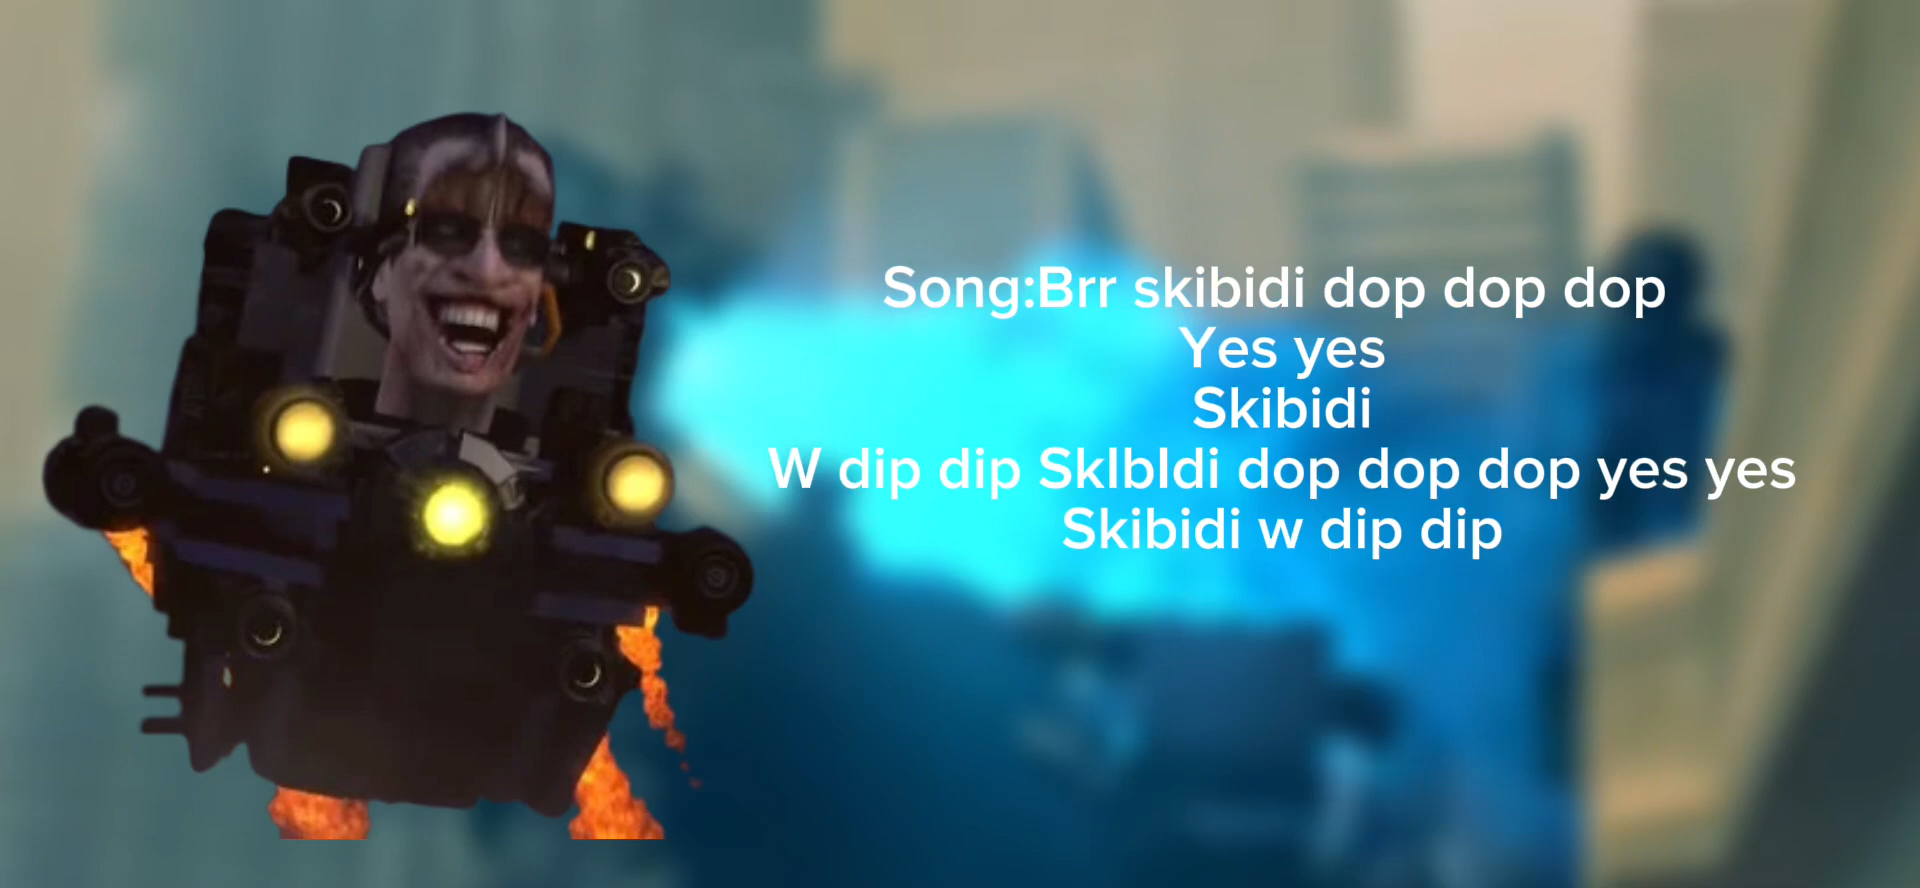 Song:Brr skibidi dop dop dop
Yes yes
Skibidi
W dip dip SkIbIdi dop dop dop yes yes
Skibidi w dip dip